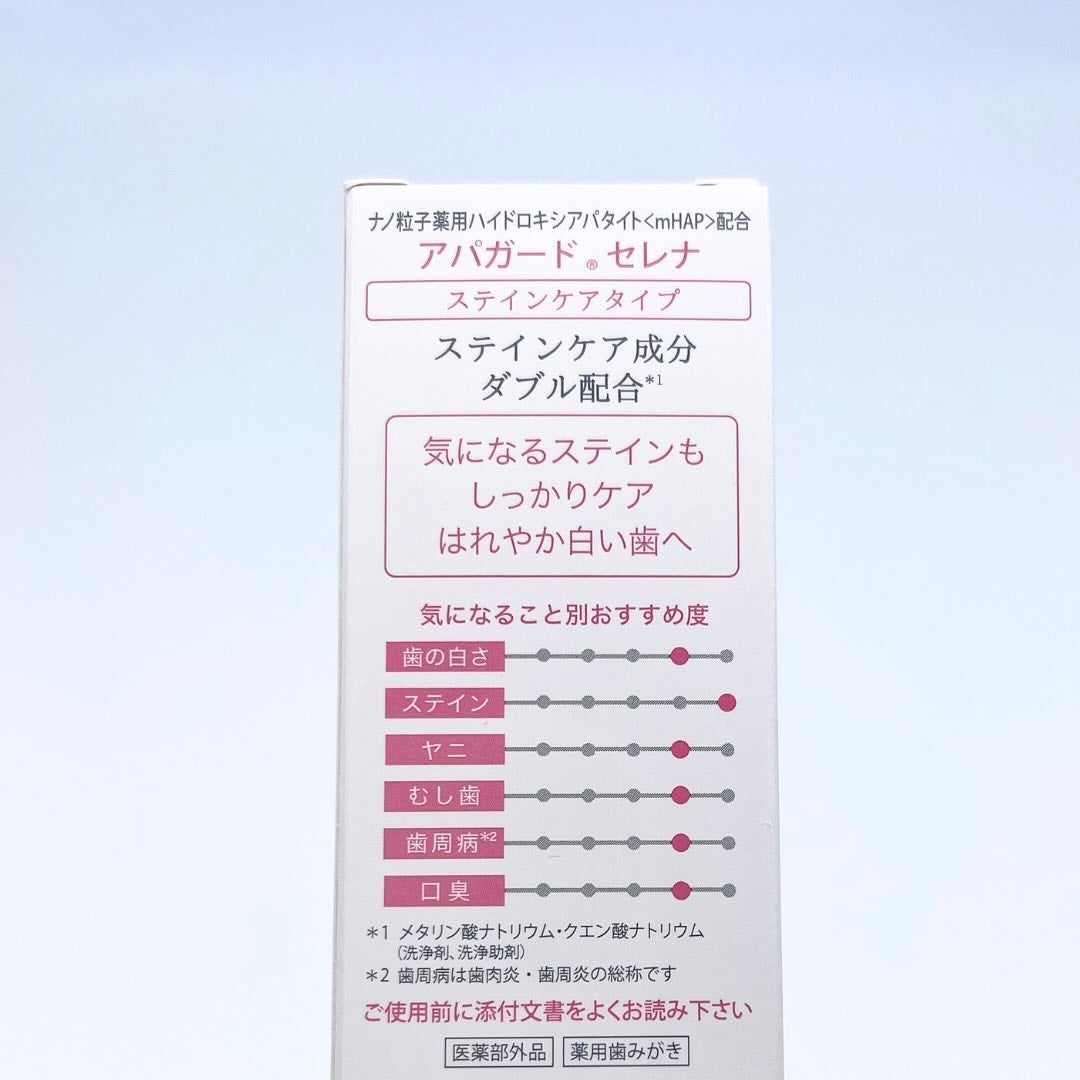 ナノ粒子薬用ハイドロキシアパタイト<mHAP>配合
アパガード®セレナ
ステインケアタイプ
ステインケア成分
ダブル配合*1
気になるステインも
しっかりケア
はれやか白い歯へ
気になること別おすすめ度
歯の白さ
ステイン
ヤニ
むし歯
歯周病*2
口臭
*1 メタリン酸ナトリウム・クエン酸ナトリウム
(洗浄剤、洗浄助剤)
*2 歯周病は歯肉炎・歯周炎の総称です
ご使用前に添付文書をよくお読み下さい
医薬部外品 薬用歯みがき